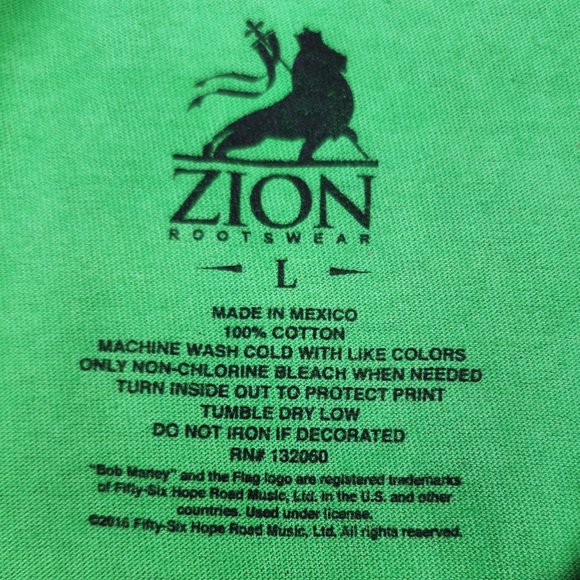 ZION
ROOTSWEAR
L
MADE IN MEXICO
100% COTTON
MACHINE WASH COLD WITH LIKE COLORS
ONLY NON-CHLORINE BLEACH WHEN NEEDED
TURN INSIDE OUT TO PROTECT PRINT
TUMBLE DRY LOW
DO NOT IRON IF DECORATED
RN# 132060
"Bob Marley" and the Flag logo are registered trademarks
of Fifty-Six Hope Road Music, Ltd. in the U.S. and other
countries. Used under license.
©2016 Fifty-Six Hope Road Music, Ltd. All rights reserved.